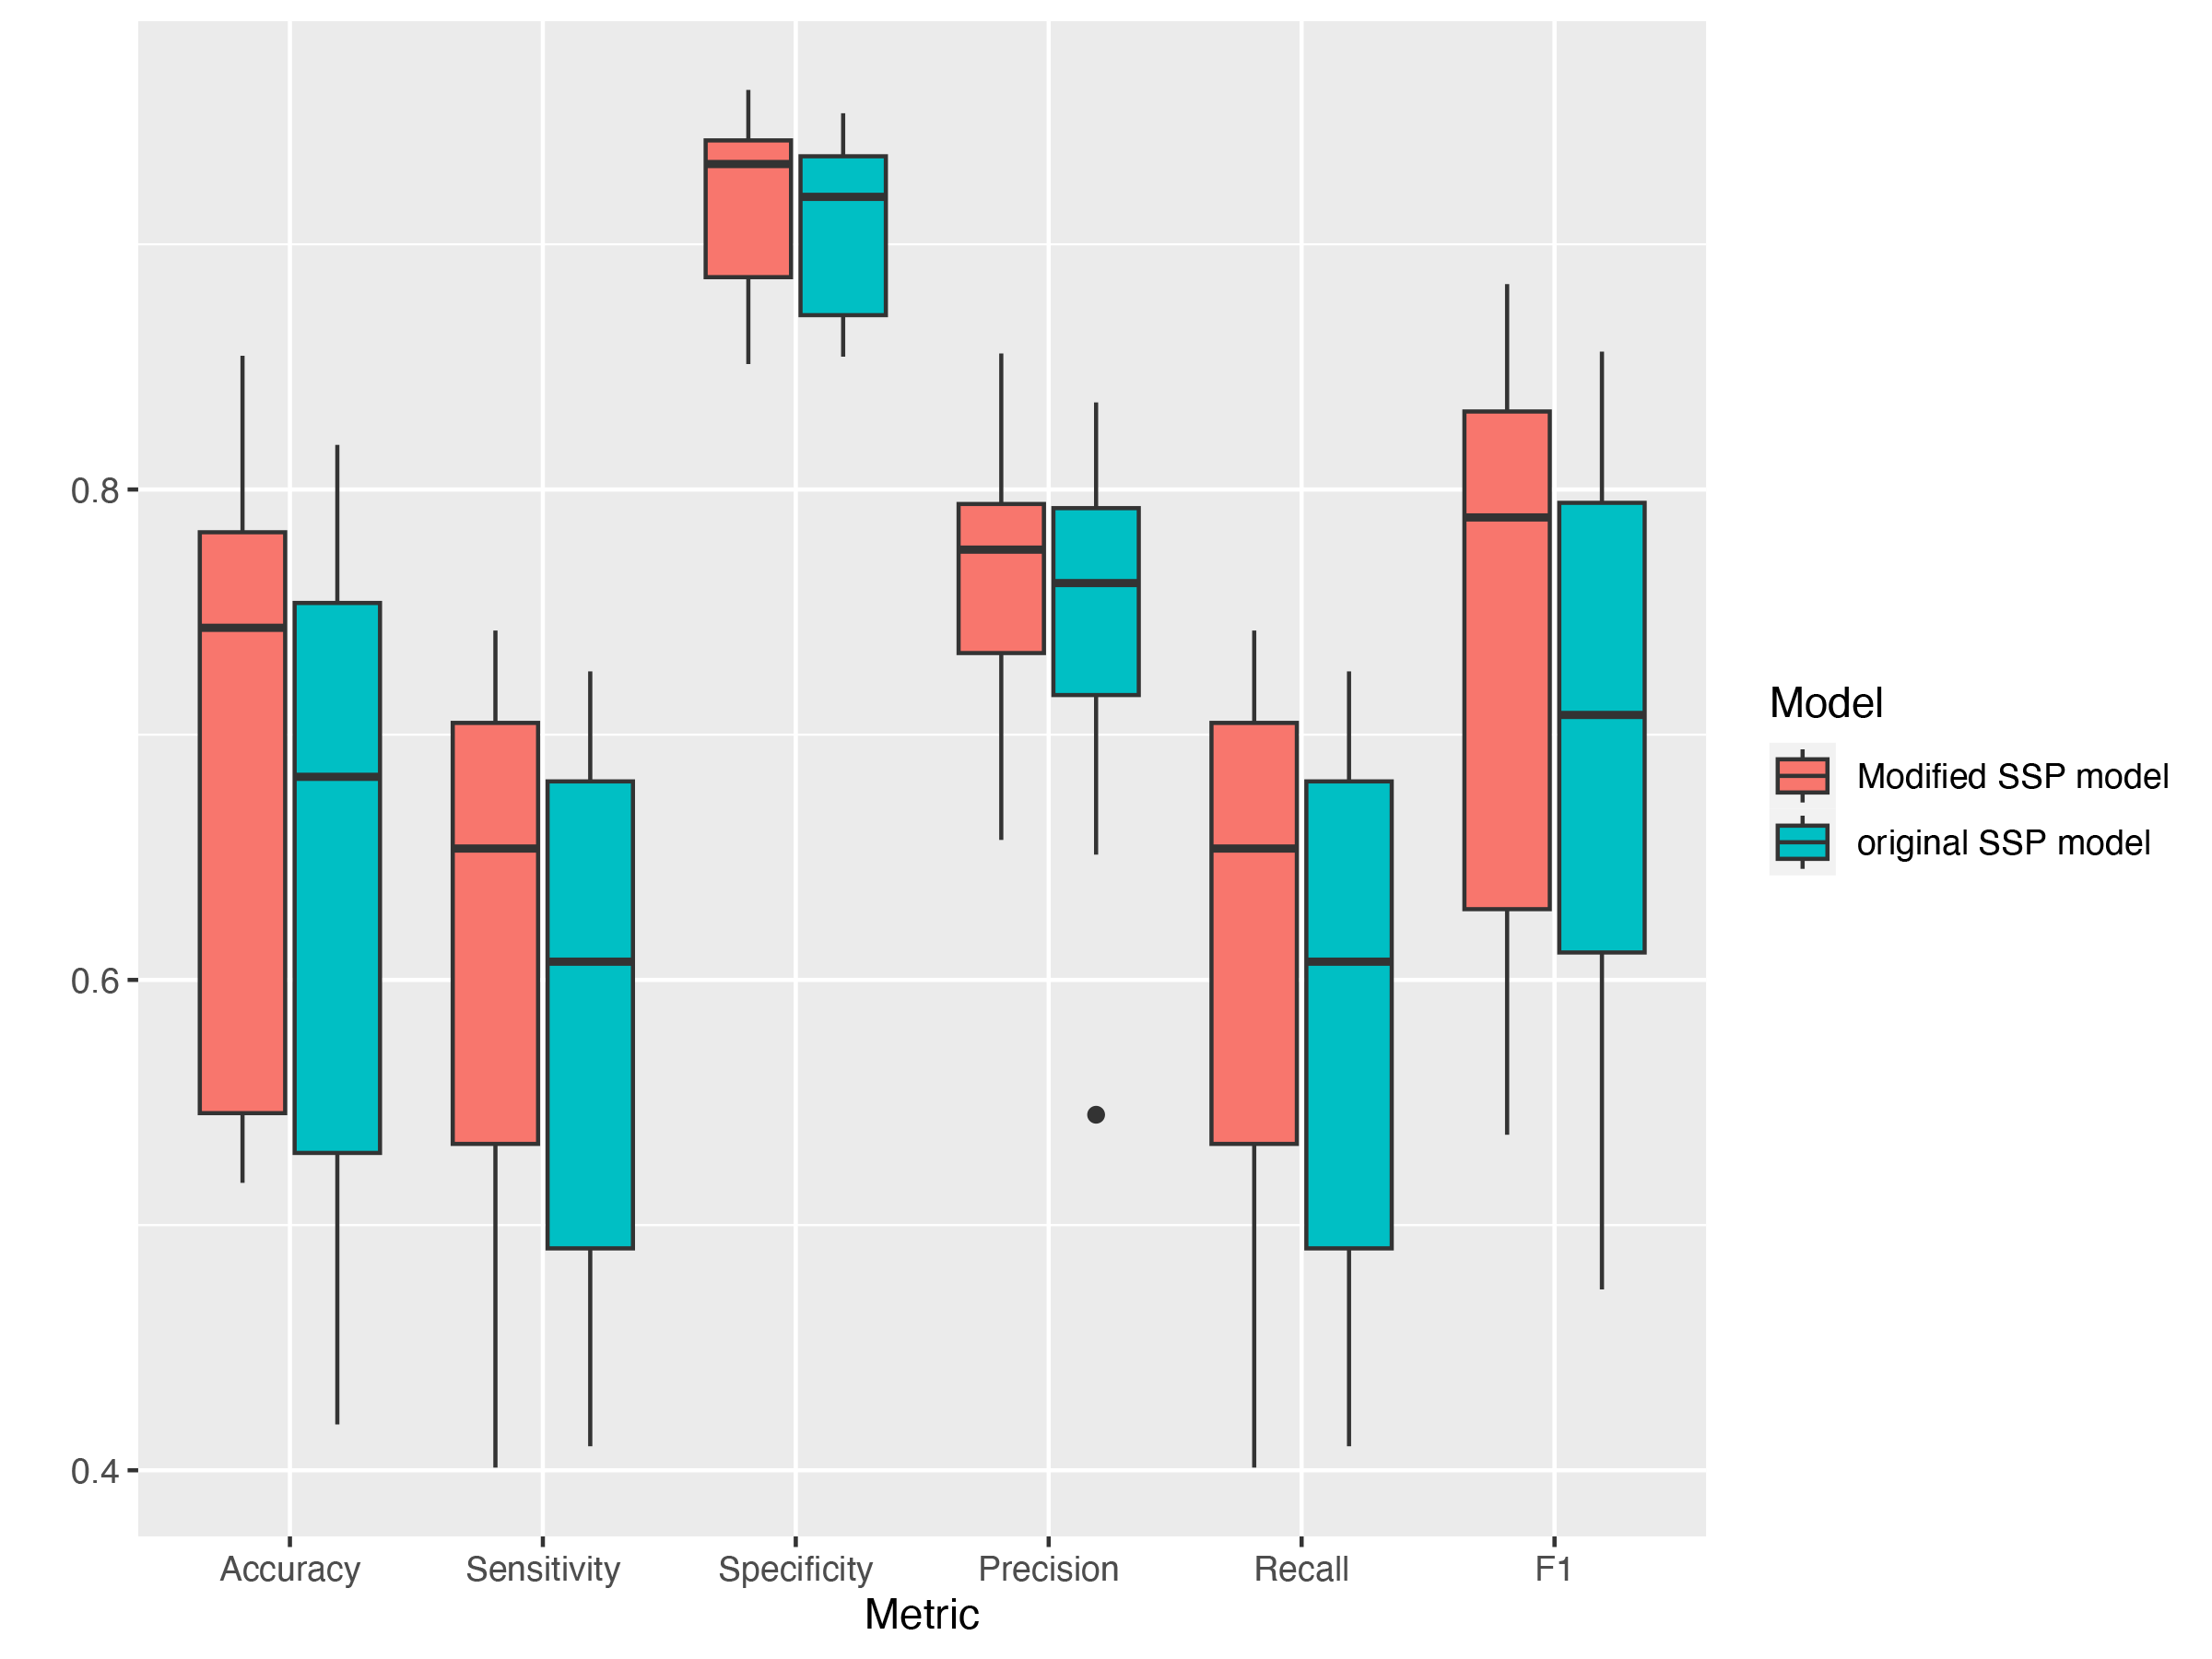 0.8
0.6
0.4
Accuracy Sensitivity Specificity Precision Recall F1
Metric
Model
Modified SSP model
original SSP model